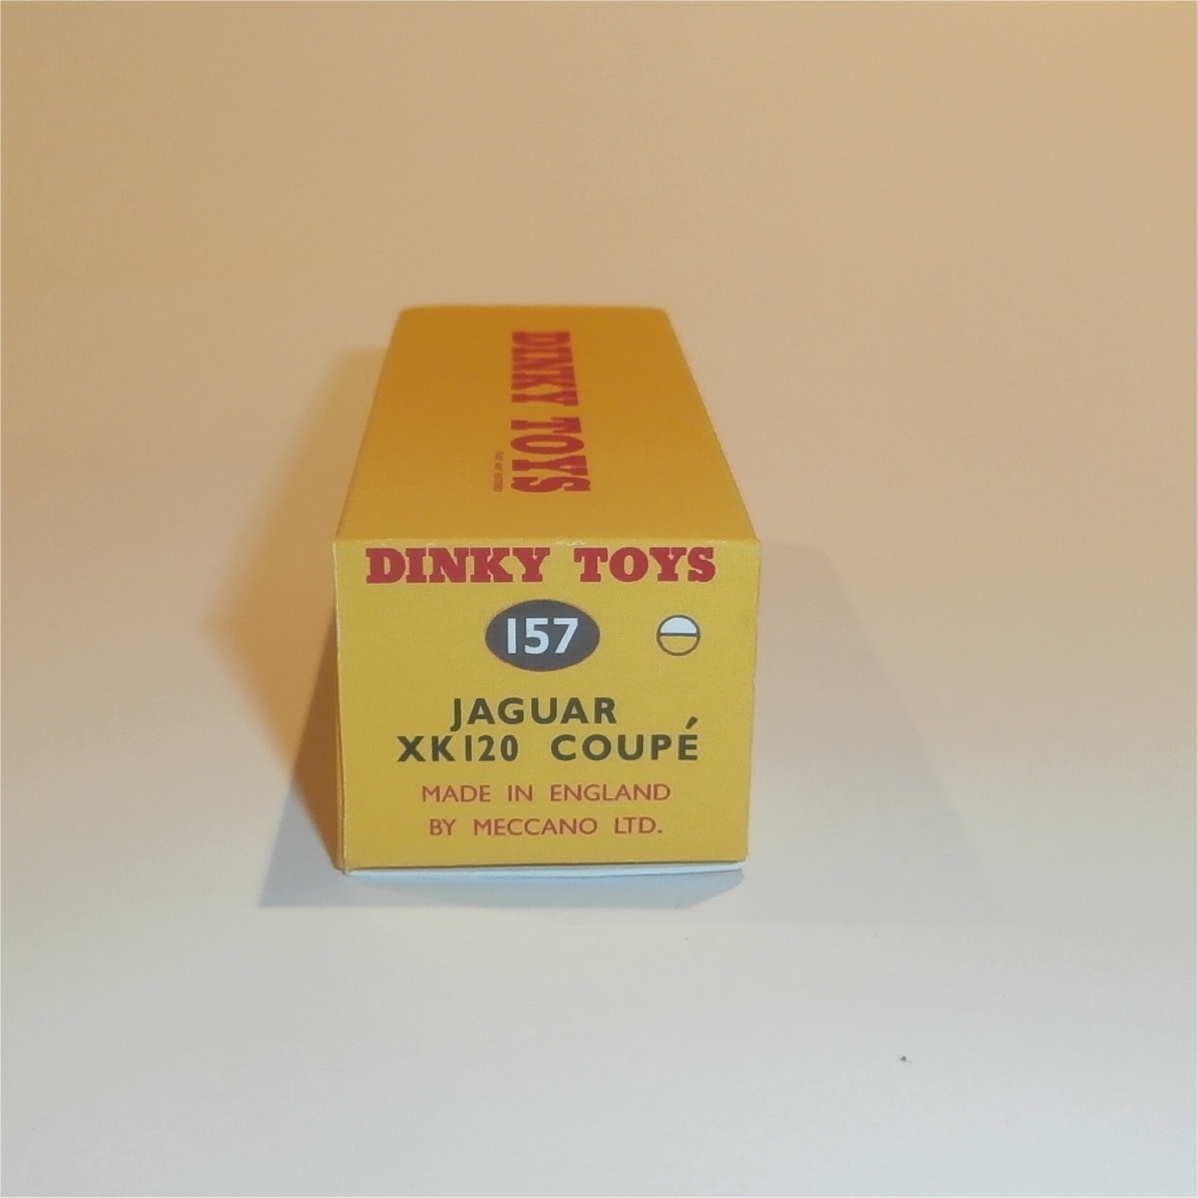 DINKY TOYS
DINKY TOYS
157
JAGUAR
XK120 COUPÉ
MADE IN ENGLAND
BY MECCANO LTD.